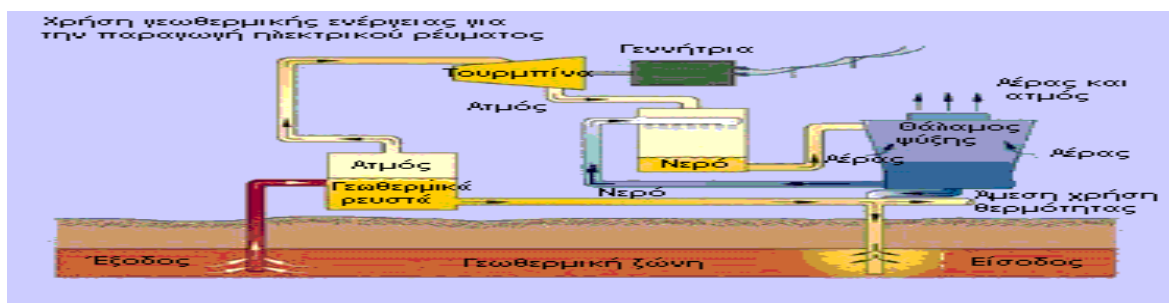 Χρήση γεωθερμικής ενέργειας για
την παραγωγή ηλεκτρικού ρεύματος
Γεννήτρια
Τουρμπίνα
Ατμός
Αέρας και
ατμός
Θάλαμος
ψύξης
Αέρας
Αέρας
Νερό
Ατμός
Γεωθερμικά
ρευστά
Νερό
Άμεση χρήση
θερμότητας
Έξοδος
Γεωθερμική ζώνη
Είσοδος